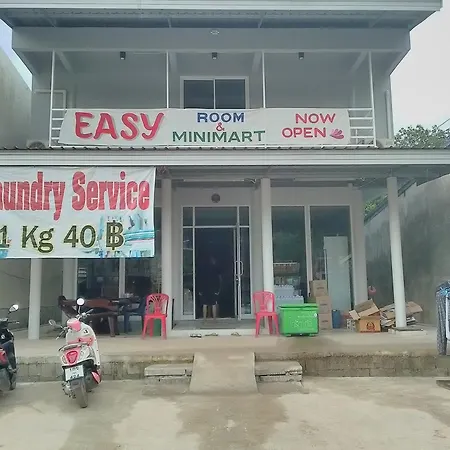 EASY
ROOM
&
MINIMART
NOW
OPEN
aundry Service
1 Kg 40 ฿